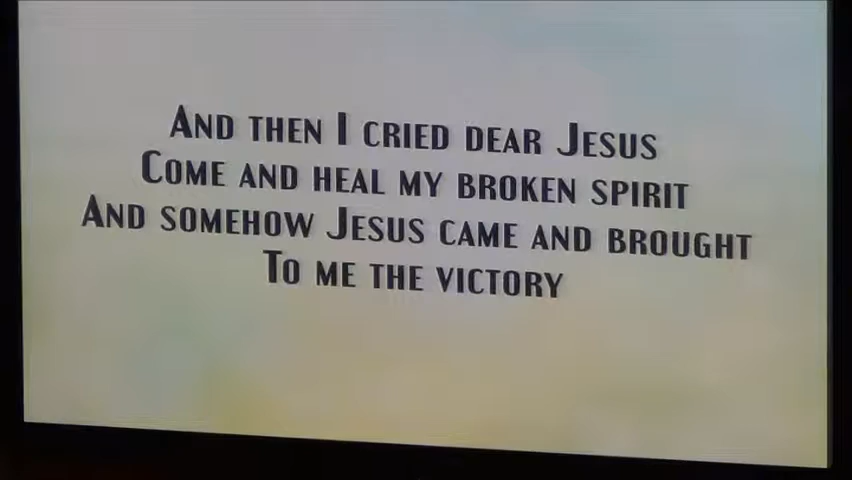 And then I cried dear Jesus
Come and heal my broken spirit
And somehow Jesus came and brought
To me the victory